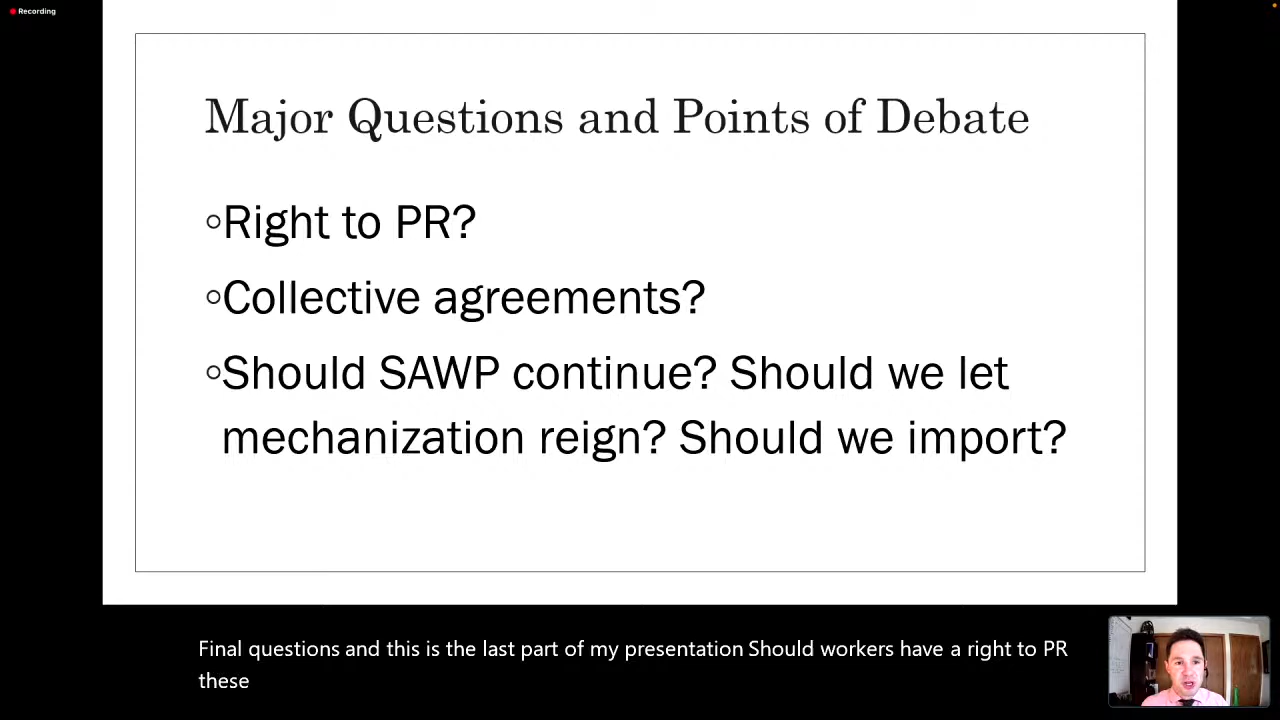 Recording
Major Questions and Points of Debate
Right to PR?
Collective agreements?
Should SAWP continue? Should we let
mechanization reign? Should we import?
Final questions and this is the last part of my presentation Should workers have a right to PR
these